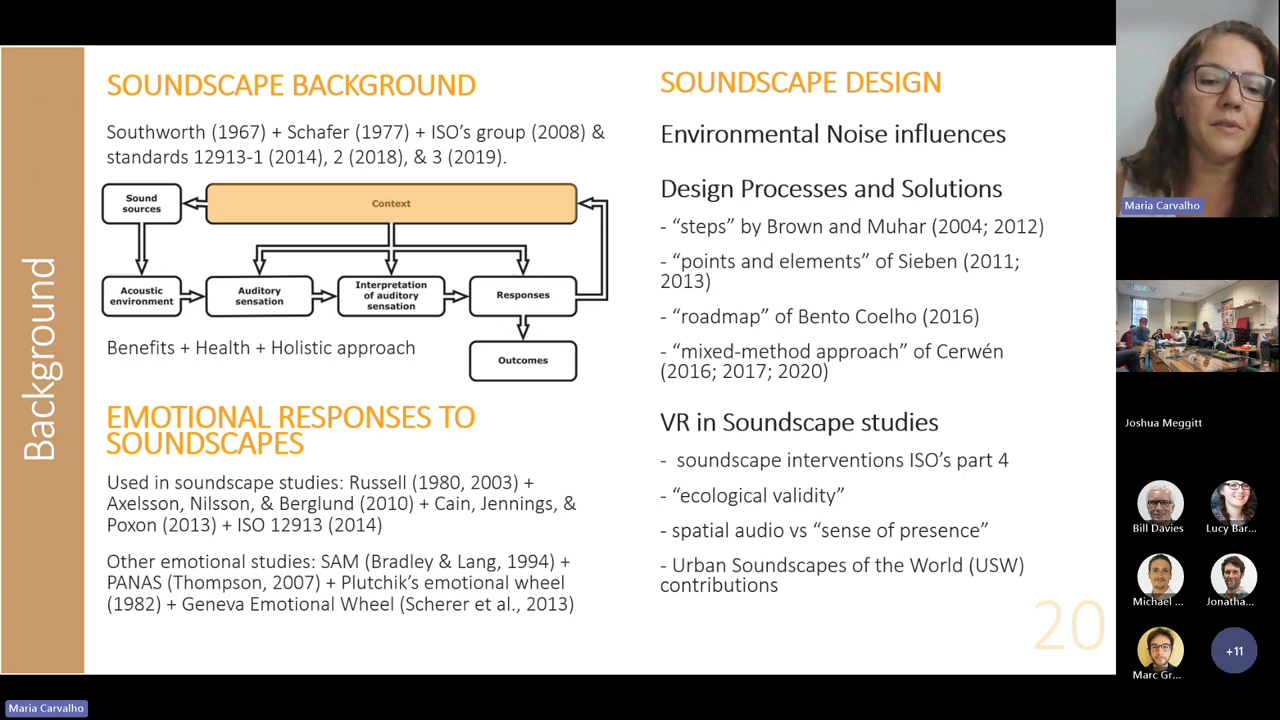 Background
SOUNDSCAPE BACKGROUND
Southworth (1967) + Schafer (1977) + ISO's group (2008) &
standards 12913-1 (2014), 2 (2018), & 3 (2019).
Sound
sources
Context
Acoustic
environment
Auditory
sensation
Interpretation
of auditory
sensation
Responses
Outcomes
Benefits + Health + Holistic approach
EMOTIONAL RESPONSES TO
SOUNDSCAPES
Used in soundscape studies: Russell (1980, 2003) +
Axelsson, Nilsson, & Berglund (2010) + Cain, Jennings, &
Poxon (2013) + ISO 12913 (2014)
Other emotional studies: SAM (Bradley & Lang, 1994) +
PANAS (Thompson, 2007) + Plutchik's emotional wheel
(1982) + Geneva Emotional Wheel (Scherer et al., 2013)
SOUNDSCAPE DESIGN
Environmental Noise influences
Design Processes and Solutions
- “steps” by Brown and Muhar (2004; 2012)
- “points and elements” of Sieben (2011;
2013)
- “roadmap” of Bento Coelho (2016)
- “mixed-method approach” of Cerwén
(2016; 2017; 2020)
VR in Soundscape studies
- soundscape interventions ISO's part 4
- “ecological validity”
- spatial audio vs “sense of presence”
- Urban Soundscapes of the World (USW)
contributions
20
Maria Carvalho
Joshua Meggitt
Bill Davies
Lucy Bar...
Michael ...
Jonatha...
Marc Gr...
+11
Maria Carvalho